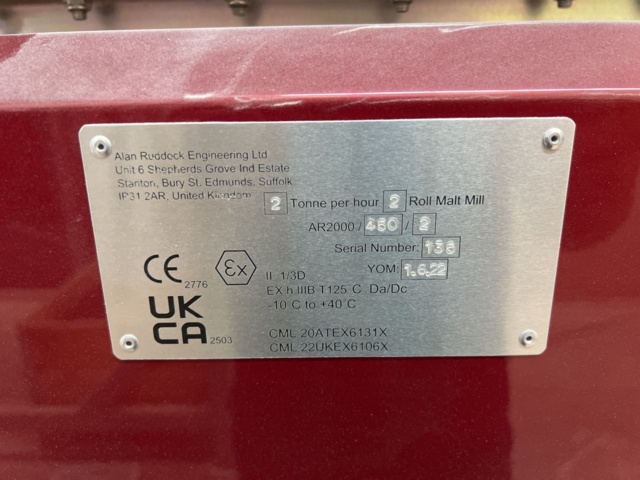 Alan Ruddock Engineering Ltd
Unit 6 Shepherds Grove Ind Estate
Stanton, Bury St. Edmunds, Suffolk
IP31 2AR, United Kingdom
2 Tonne per hour 2 Roll Malt Mill
AR2000/450/2
Serial Number: 136
YOM: 1.6.22
CE 2776
Ex
II 1/3D
EX h IIIB T125°C Da/Dc
-10°C to +40°C
UK
CA 2503
CML 20ATEX6131X
CML 22UKEX6106X